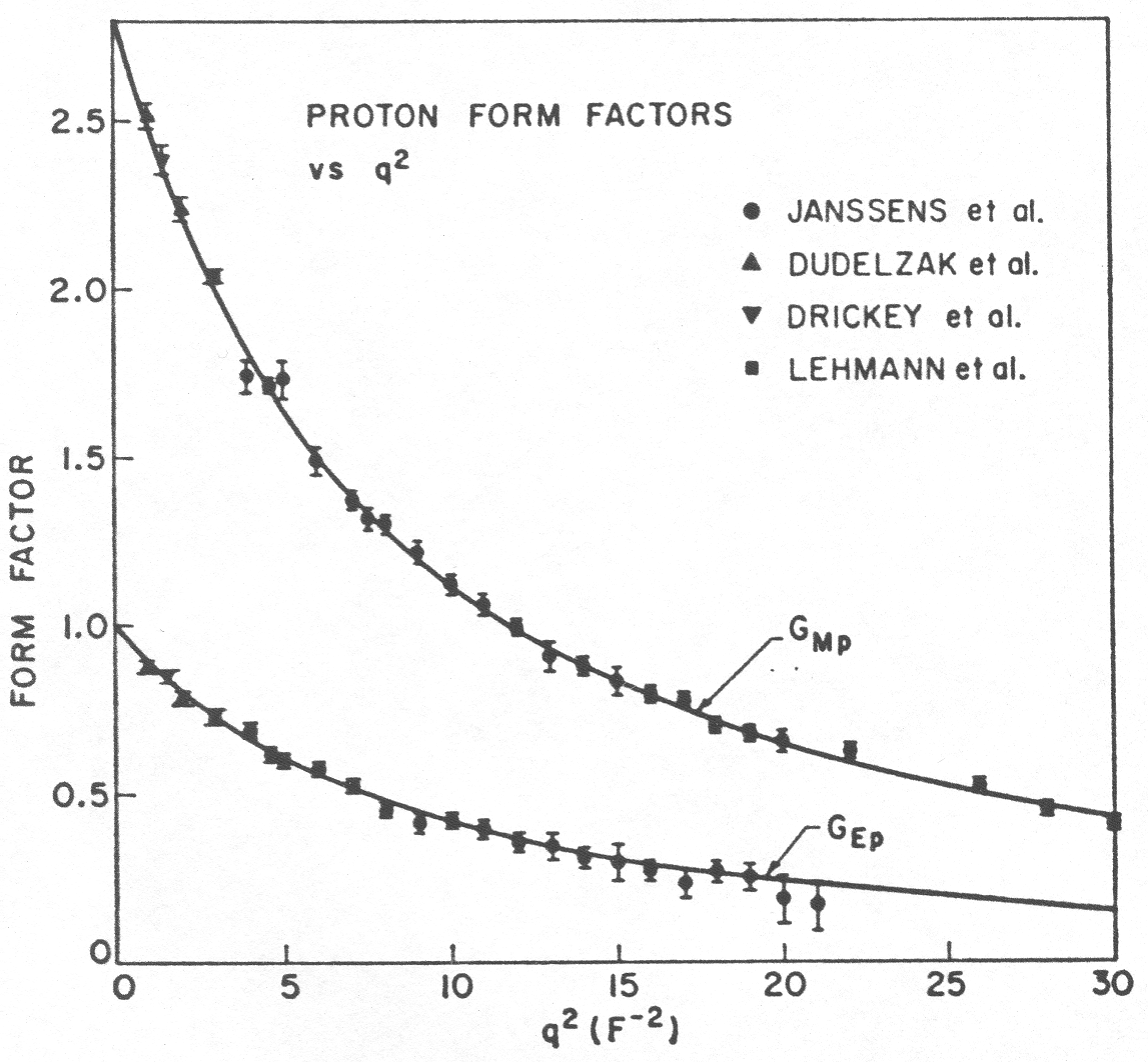 PROTON FORM FACTORS
vs q²
JANSSENS et al.
DUDELZAK et al.
DRICKEY et al.
LEHMANN et al.
FORM FACTOR
2.5
2.0
1.5
1.0
0.5
0
G_Mp
G_Ep
0 5 10 15 20 25 30
q² (F⁻²)